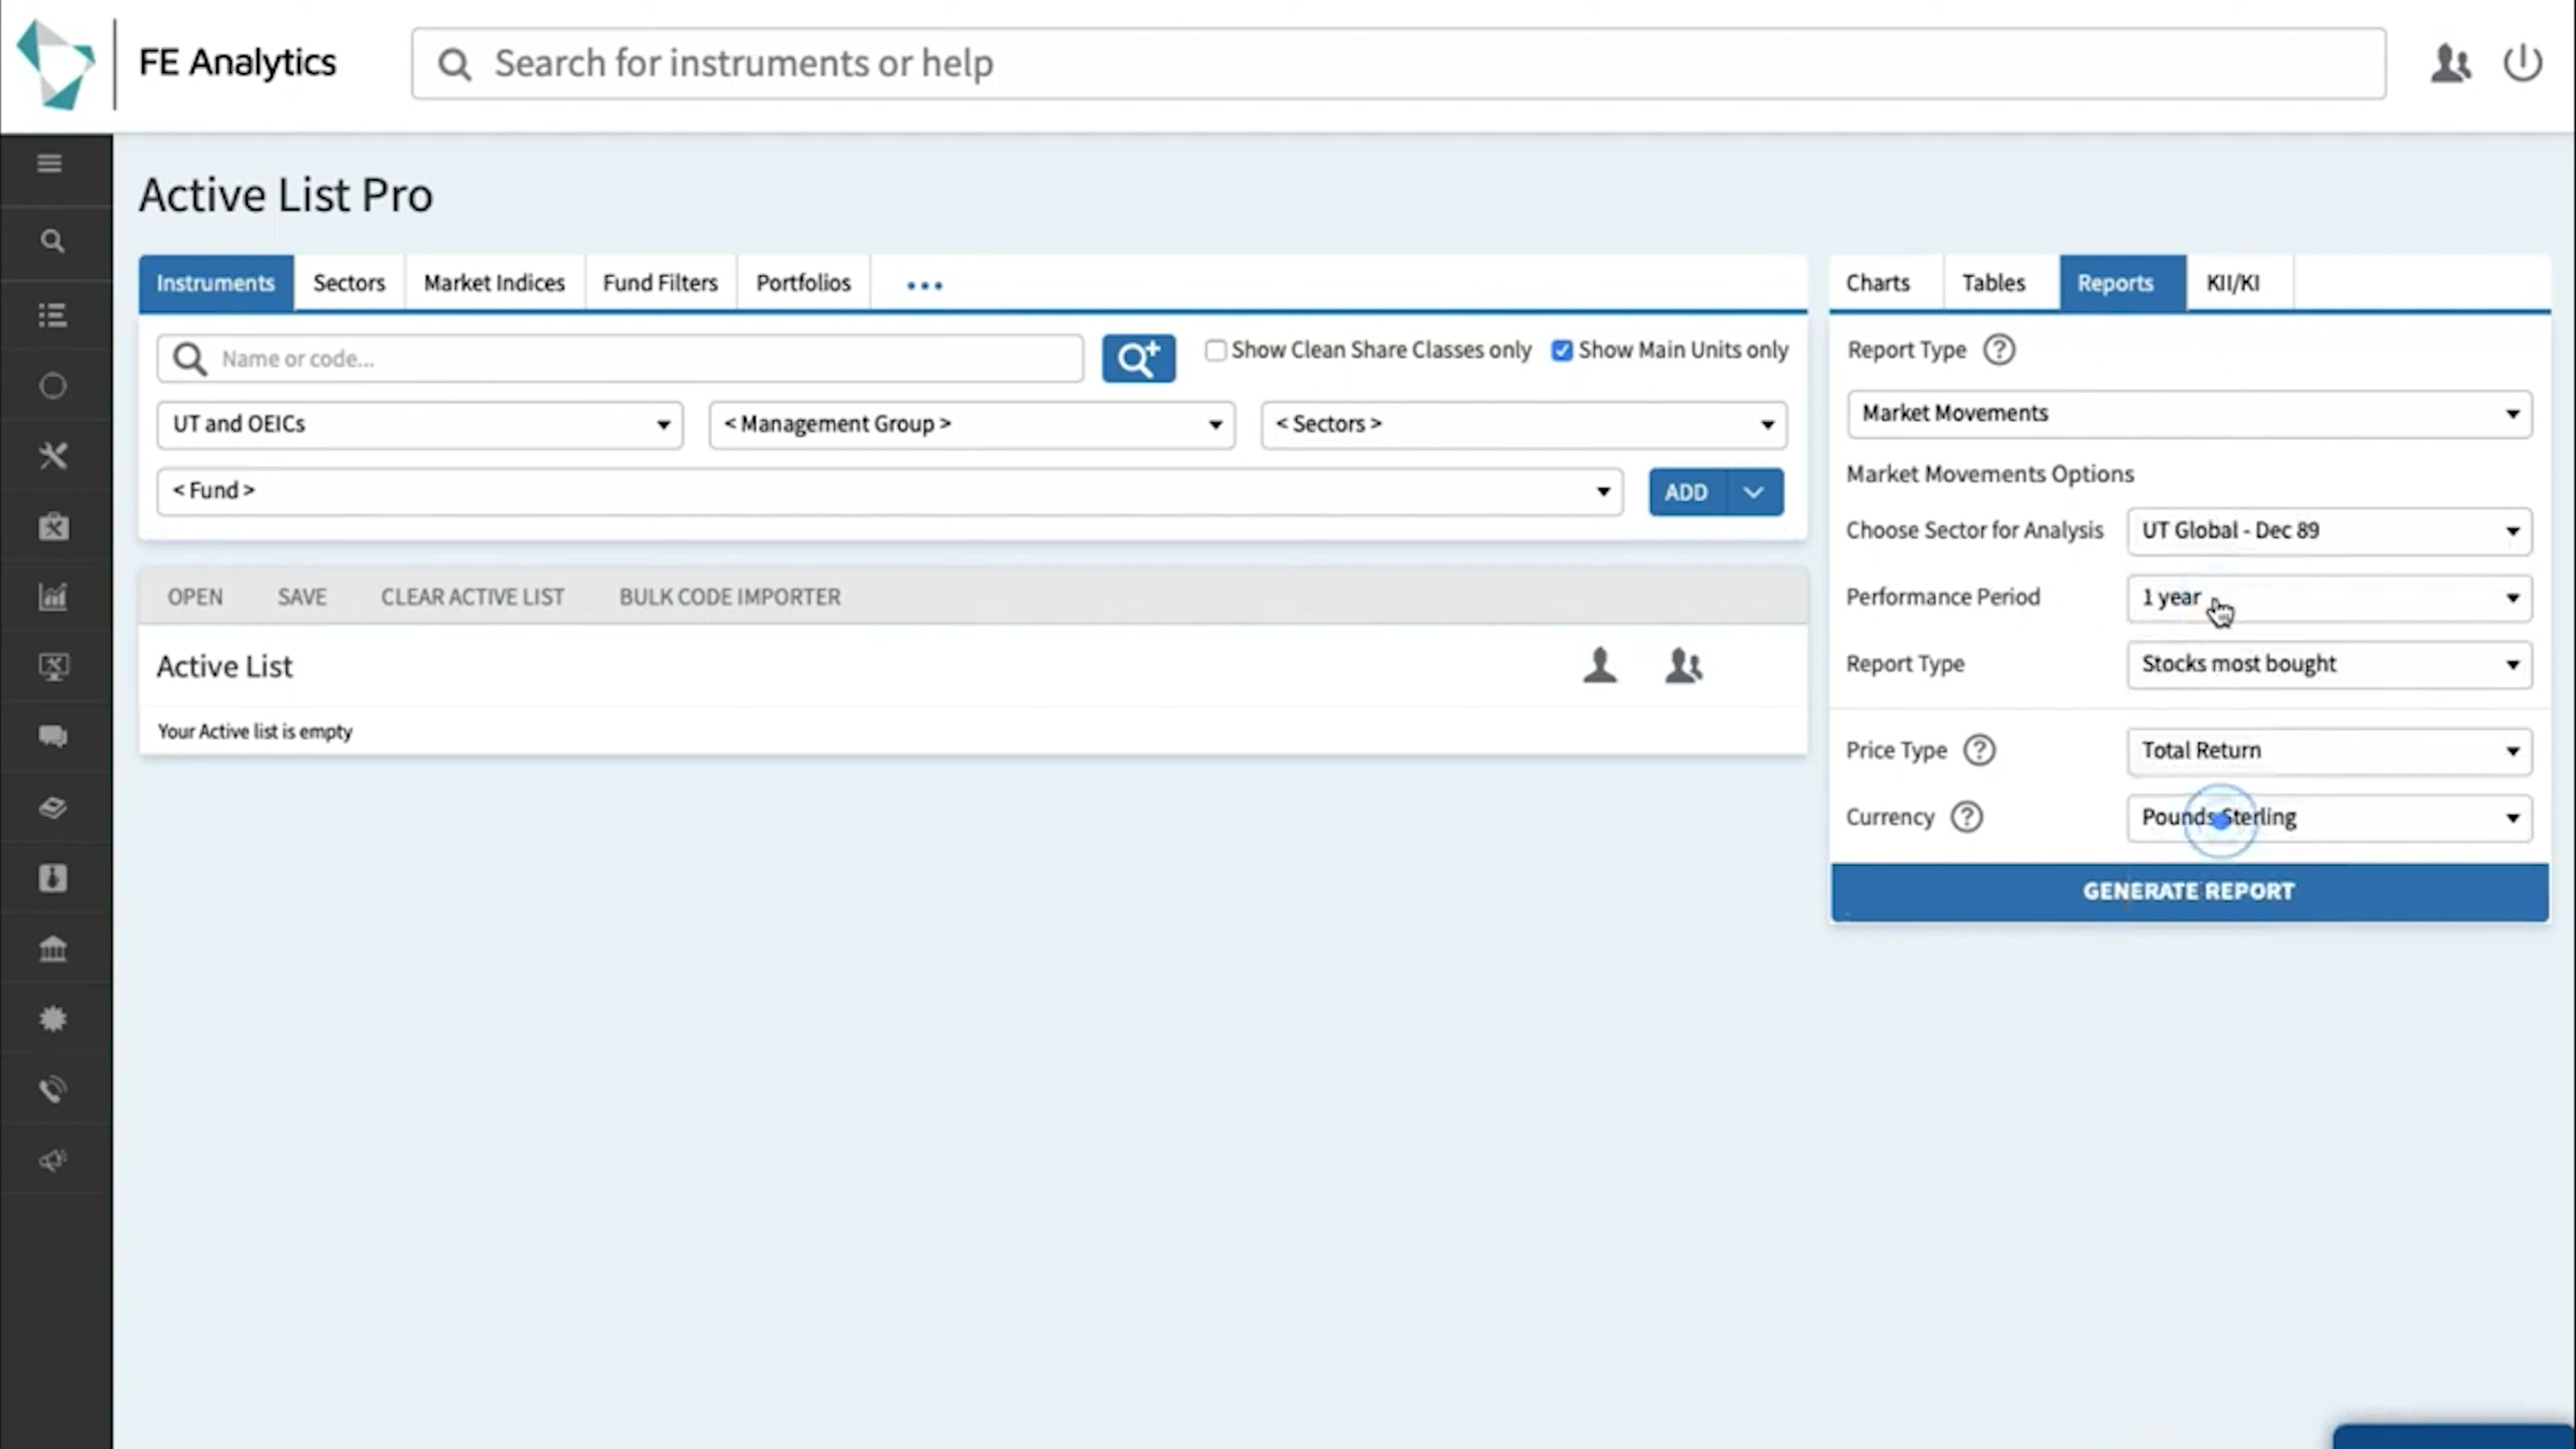 FE Analytics
Search for instruments or help
Active List Pro
Instruments
Sectors
Market Indices
Fund Filters
Portfolios
Name or code...
Show Clean Share Classes only
Show Main Units only
UT and OEICs
< Management Group >
< Sectors >
< Fund >
ADD
OPEN
SAVE
CLEAR ACTIVE LIST
BULK CODE IMPORTER
Active List
Your Active list is empty
Charts
Tables
Reports
KII/KI
Report Type
Market Movements
Market Movements Options
Choose Sector for Analysis
UT Global - Dec 89
Performance Period
1 year
Report Type
Stocks most bought
Price Type
Total Return
Currency
Pounds Sterling
GENERATE REPORT